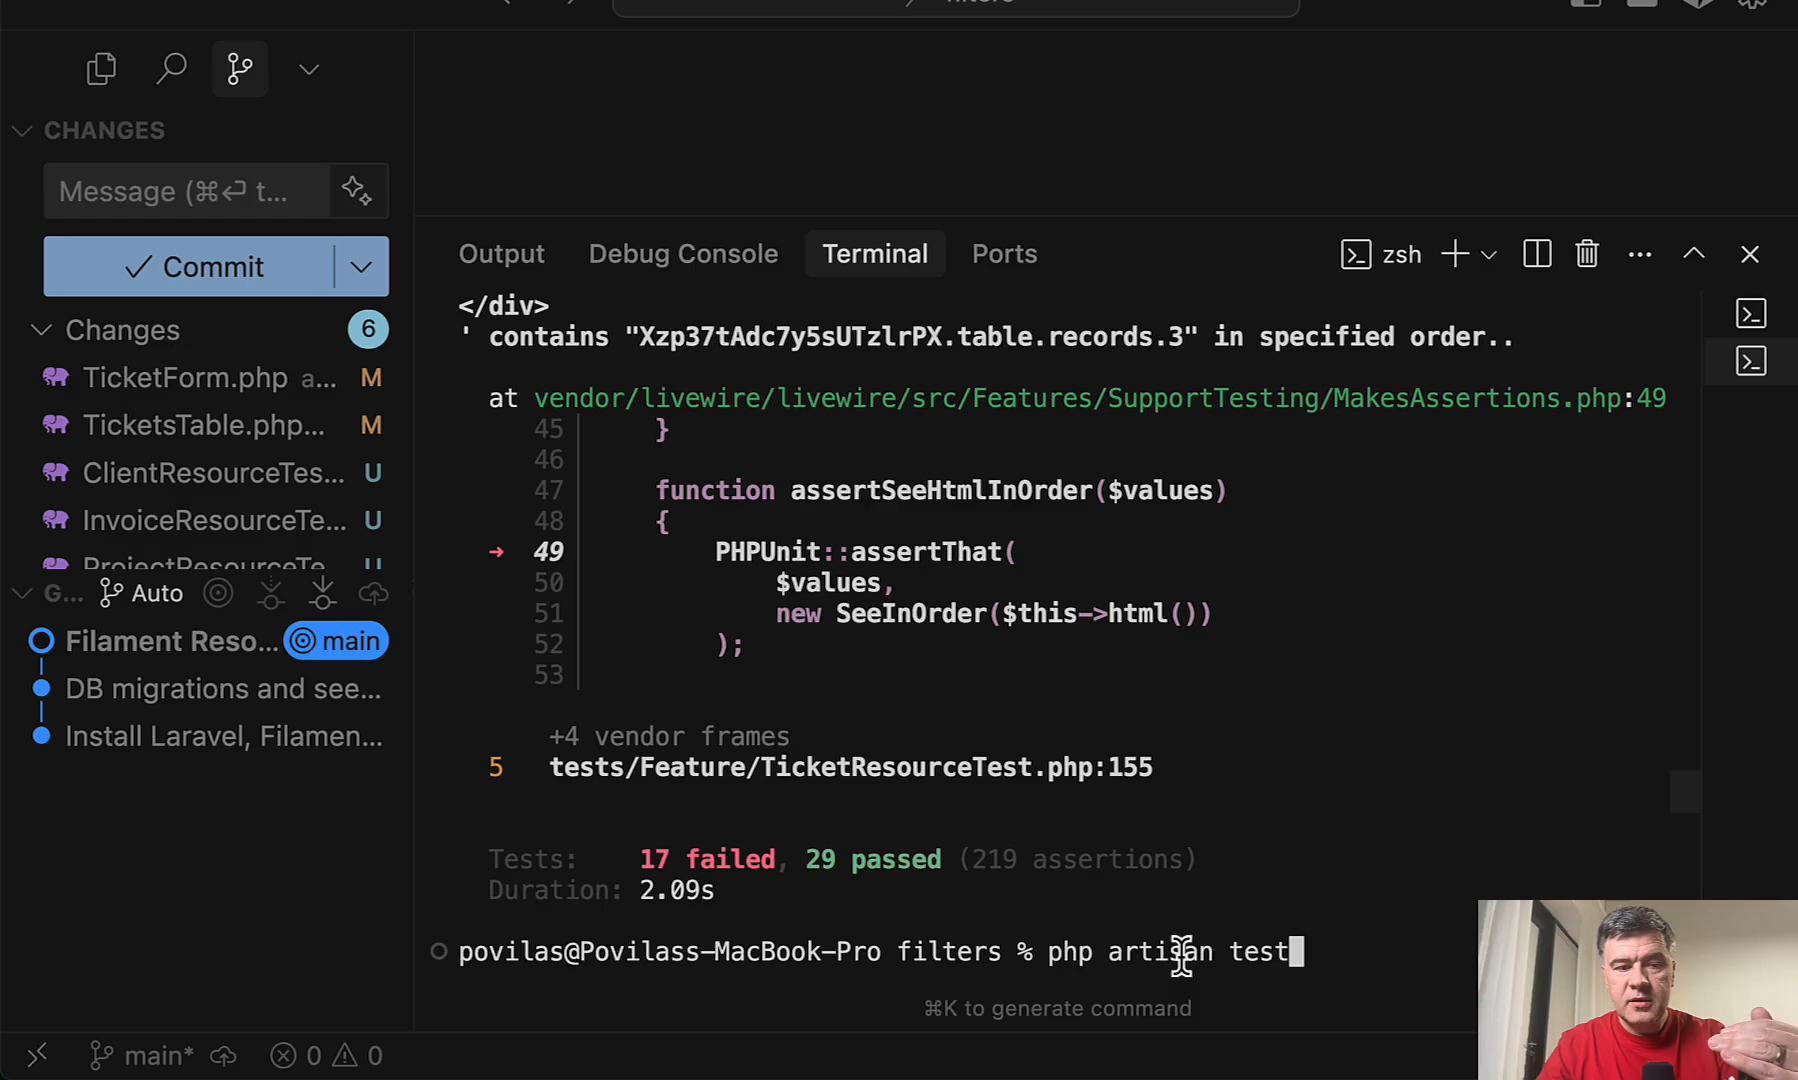 filters
CHANGES
Message (⌘⏎ t...
Commit
Changes
6
TicketForm.php a... M
TicketsTable.php... M
ClientResourceTes... U
InvoiceResourceTe... U
ProjectResourceTe... U
G... Auto
Filament Reso... main
DB migrations and see...
Install Laravel, Filamen...
Output Debug Console Terminal Ports
zsh
</div>
' contains "Xzp37tAdc7y5sUTzlrPX.table.records.3" in specified order..
at vendor/livewire/livewire/src/Features/SupportTesting/MakesAssertions.php:49
45 }
46
47 function assertSeeHtmlInOrder($values)
48 {
➜ 49 PHPUnit::assertThat(
50 $values,
51 new SeeInOrder($this->html())
52 );
53
+4 vendor frames
5 tests/Feature/TicketResourceTest.php:155
Tests: 17 failed, 29 passed (219 assertions)
Duration: 2.09s
povilas@Povilass-MacBook-Pro filters % php artisan test
⌘K to generate command
main* 0 0